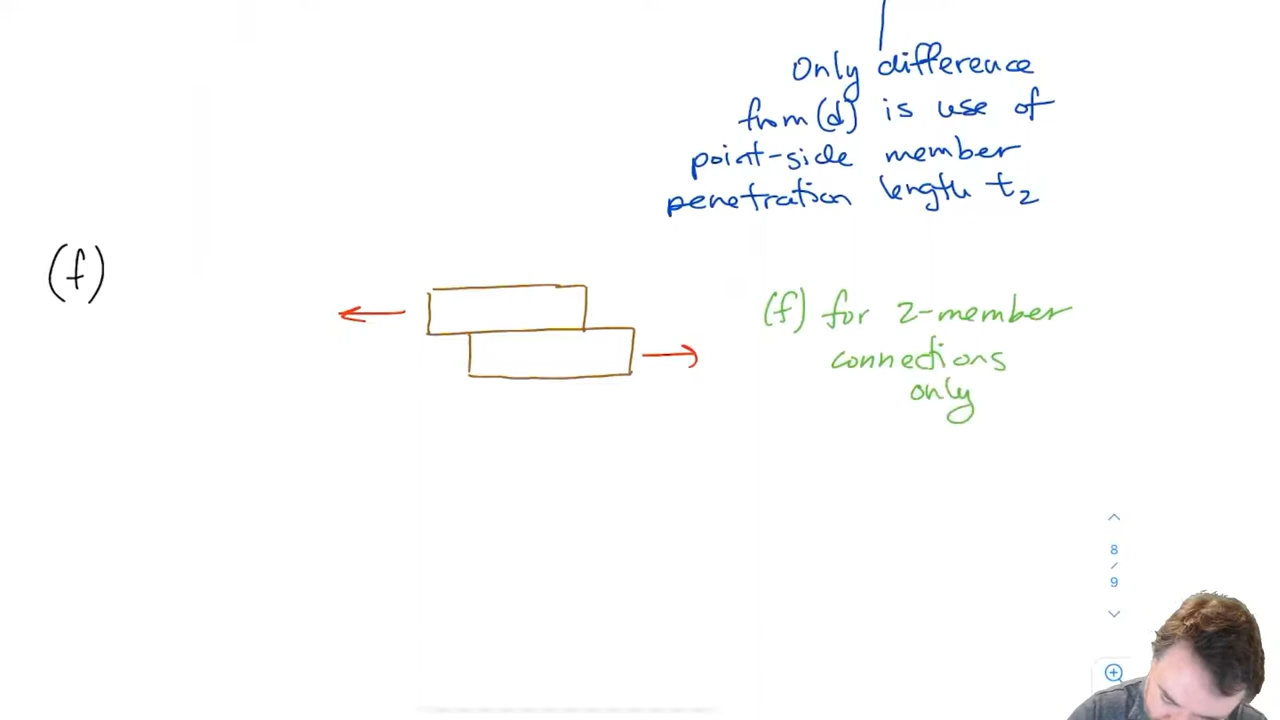 Only difference
from (d) is use of
point-side member
penetration length t₂
(f)
(f) for 2-member
connections
only
8
/
9